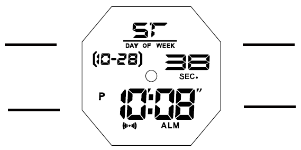 ST
DAY OF WEEK
(10-28) 38
SEC.
P 10:08"
ALM